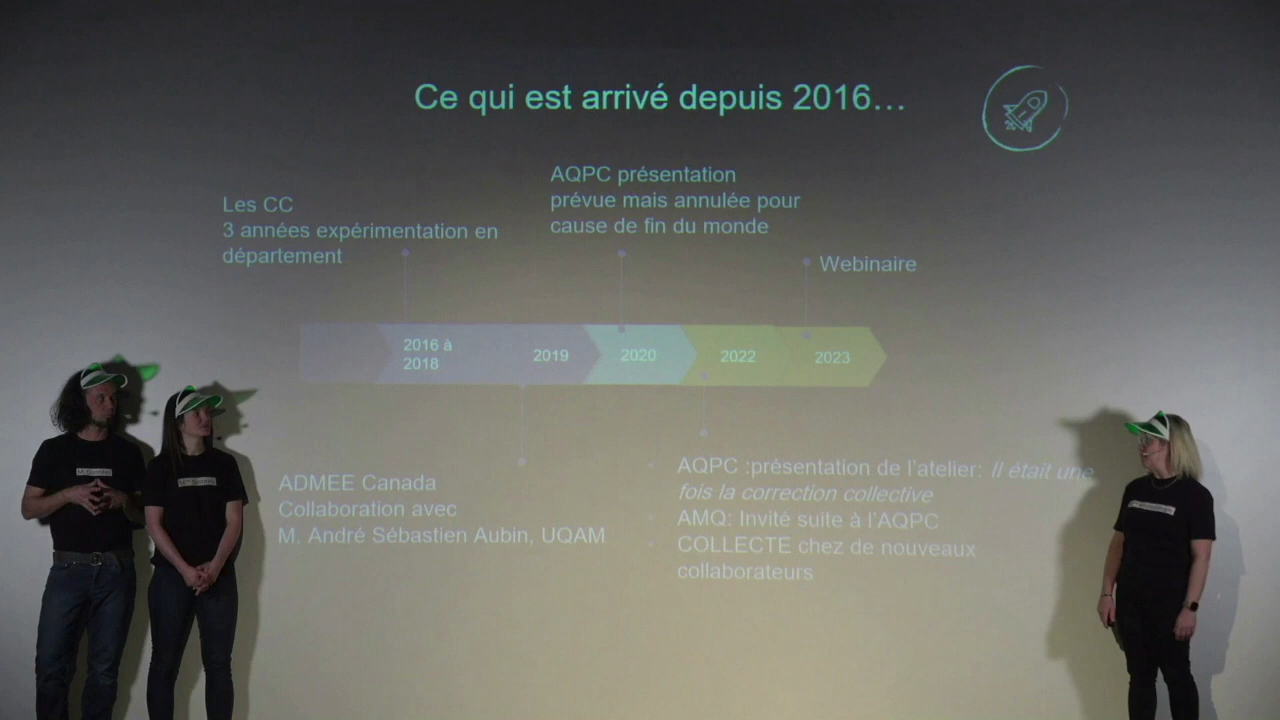 Ce qui est arrivé depuis 2016…
AQPC présentation
prévue mais annulée pour
cause de fin du monde
Les CC
3 années expérimentation en
département
Webinaire
2016 à
2018
2019
2020
2022
2023
ADMEE Canada
Collaboration avec
M. André Sébastien Aubin, UQAM
AQPC :présentation de l'atelier: Il était une
fois la correction collective
AMQ: Invité suite à l'AQPC
COLLECTE chez de nouveaux
collaborateurs